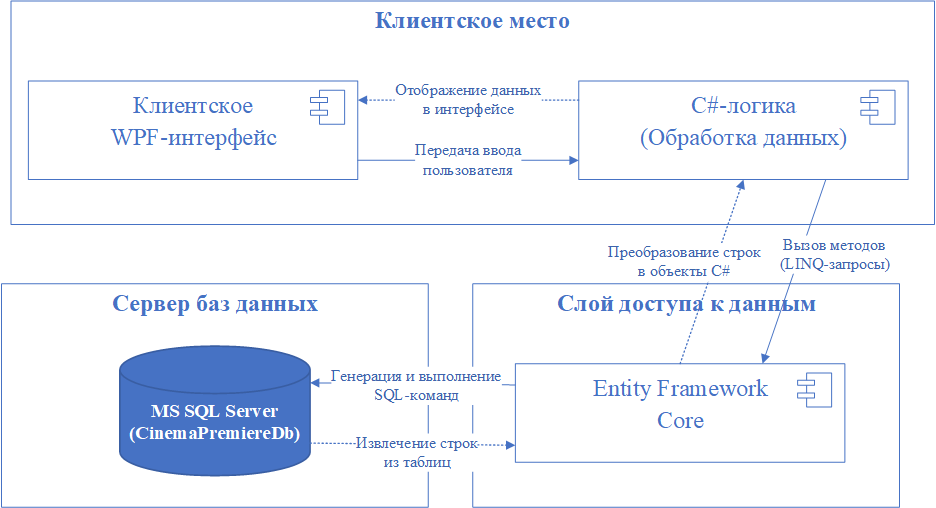 Клиентское место
Клиентское
WPF-интерфейс
Отображение данных
в интерфейсе
Передача ввода
пользователя
C#-логика
(Обработка данных)
Преобразование строк
в объекты C#
Вызов методов
(LINQ-запросы)
Сервер баз данных
MS SQL Server
(CinemaPremiereDb)
Генерация и выполнение
SQL-команд
Извлечение строк
из таблиц
Слой доступа к данным
Entity Framework
Core